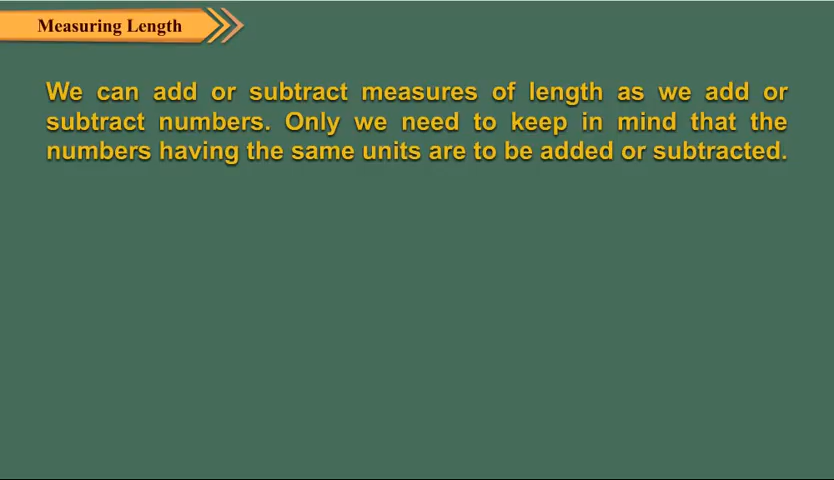 Measuring Length
We can add or subtract measures of length as we add or
subtract numbers. Only we need to keep in mind that the
numbers having the same units are to be added or subtracted.